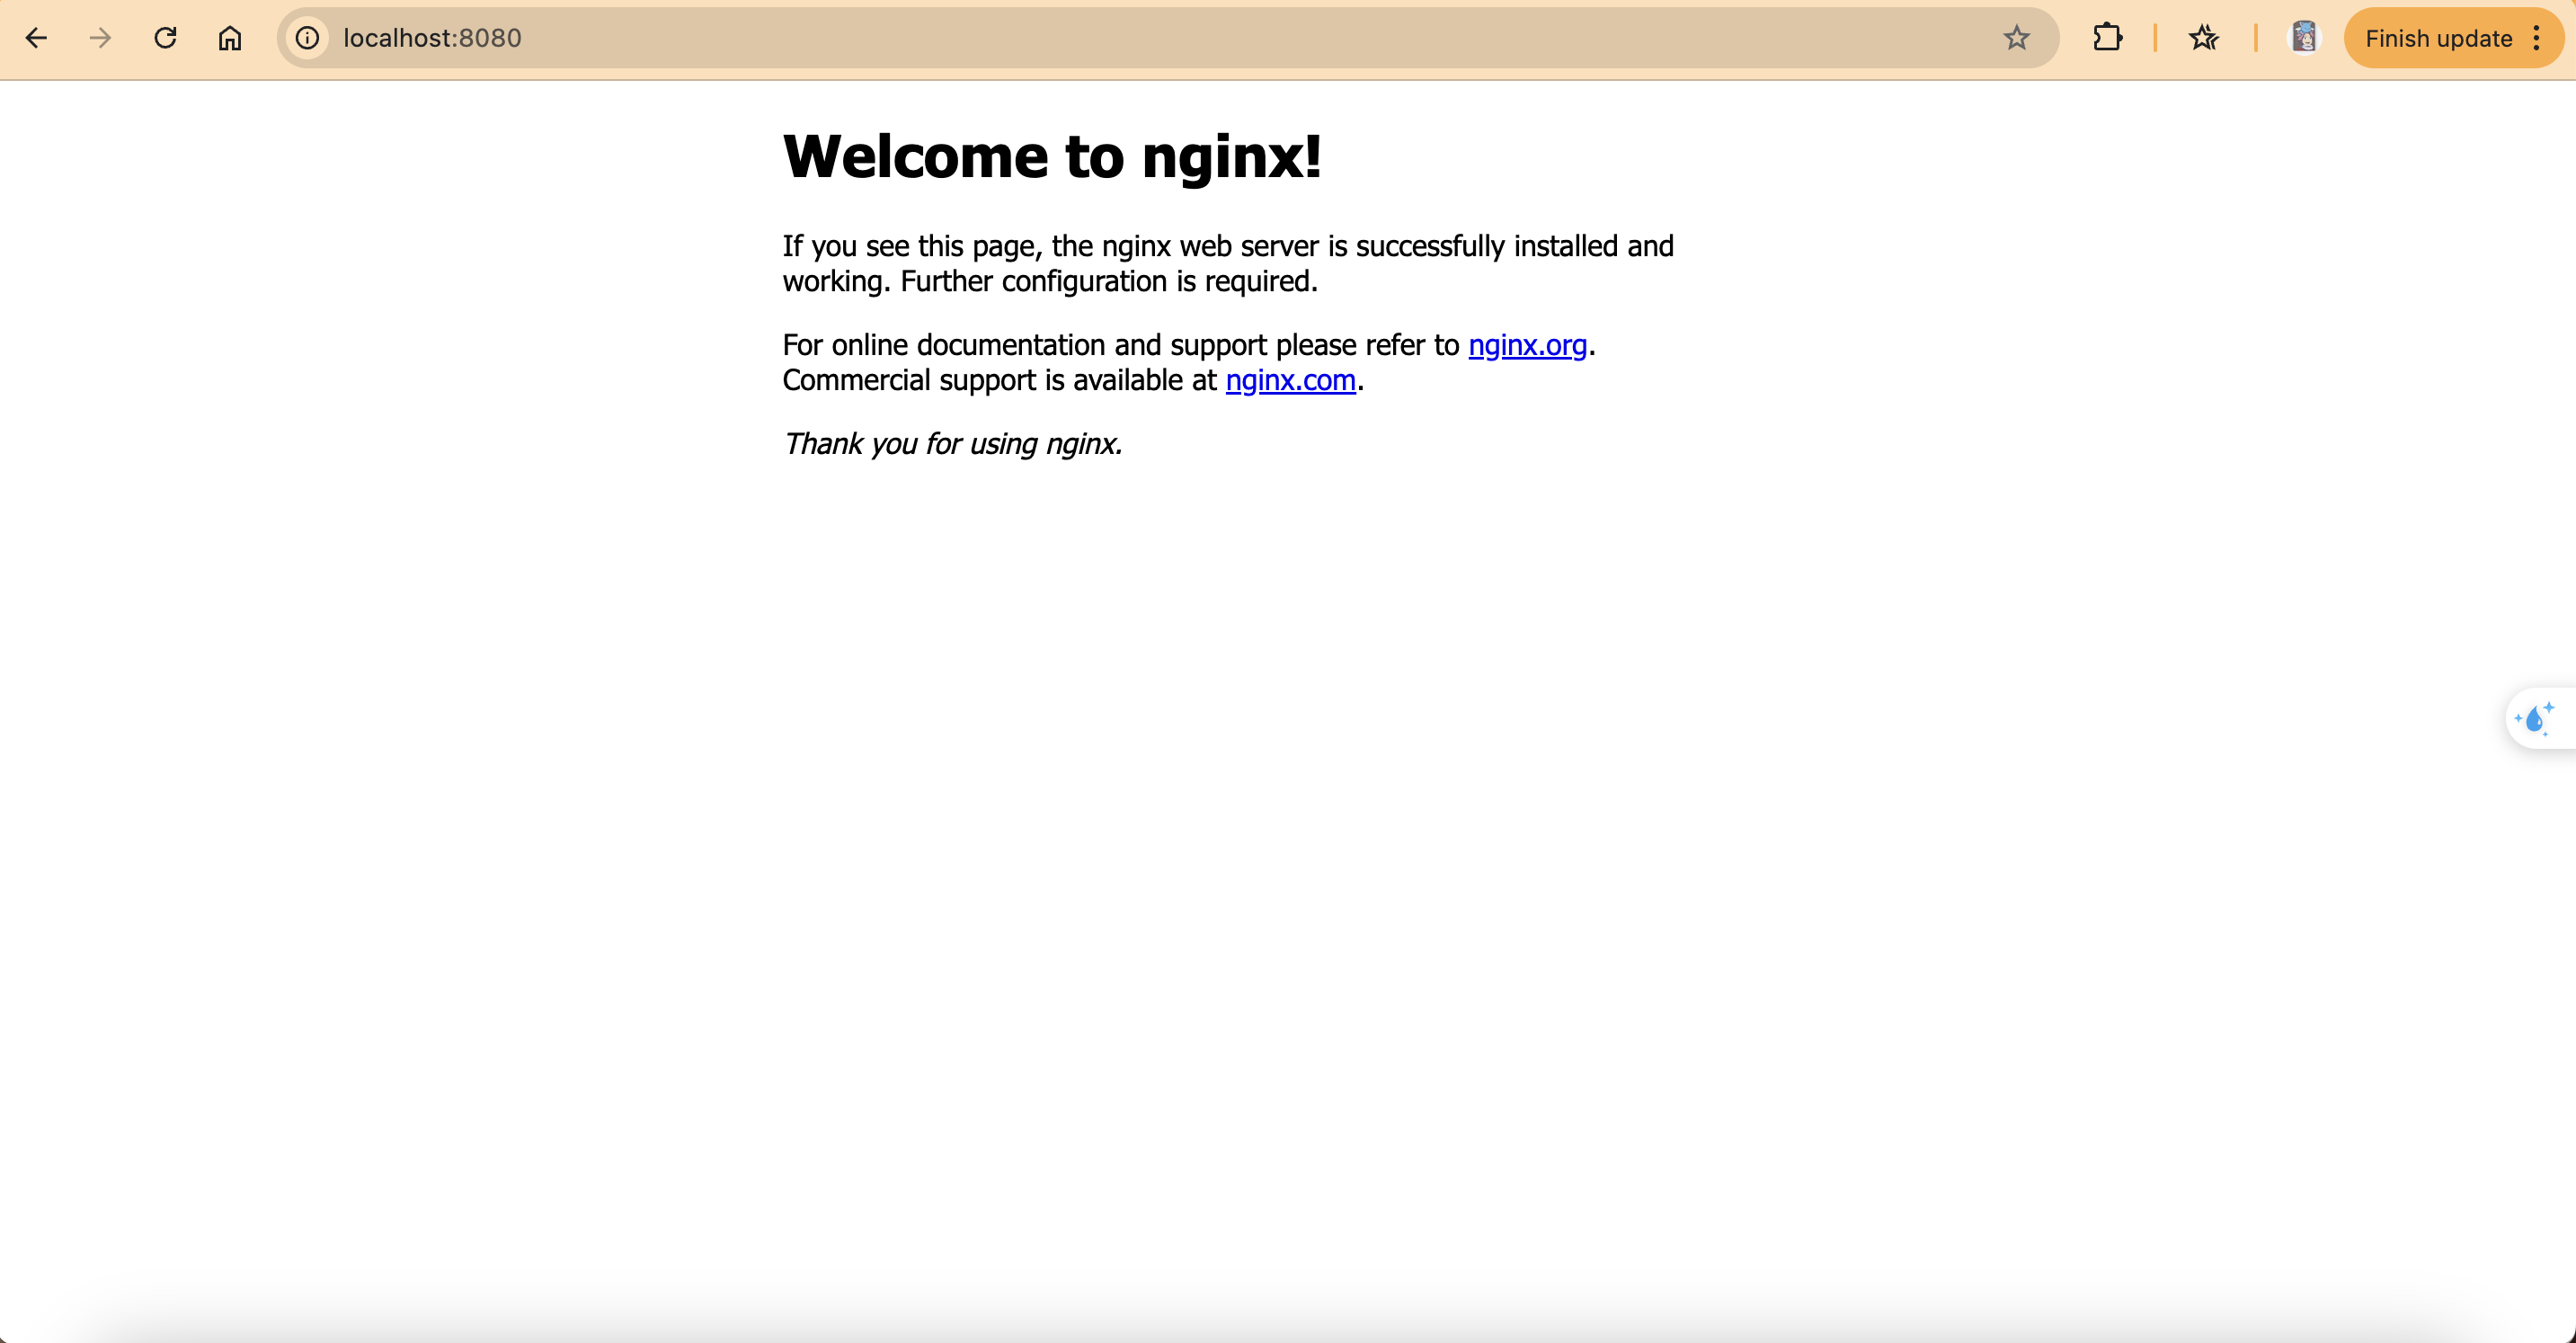 localhost:8080
Finish update
Welcome to nginx!
If you see this page, the nginx web server is successfully installed and
working. Further configuration is required.
For online documentation and support please refer to nginx.org.
Commercial support is available at nginx.com.
Thank you for using nginx.